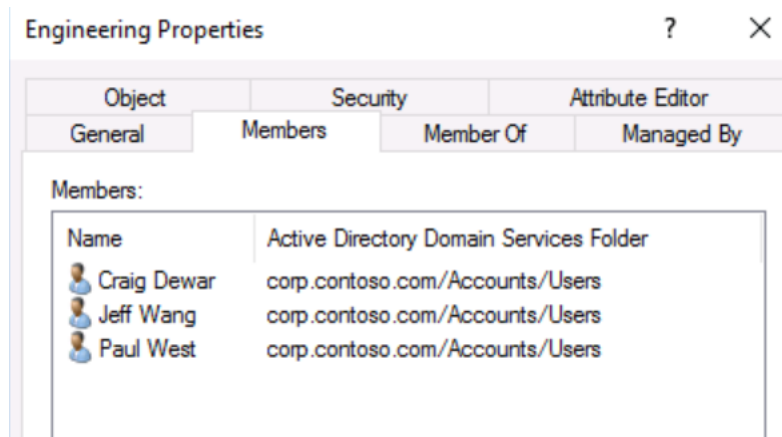 Engineering Properties ? ×
Object Security Attribute Editor
General Members Member Of Managed By
Members:
Name Active Directory Domain Services Folder
Craig Dewar corp.contoso.com/Accounts/Users
Jeff Wang corp.contoso.com/Accounts/Users
Paul West corp.contoso.com/Accounts/Users